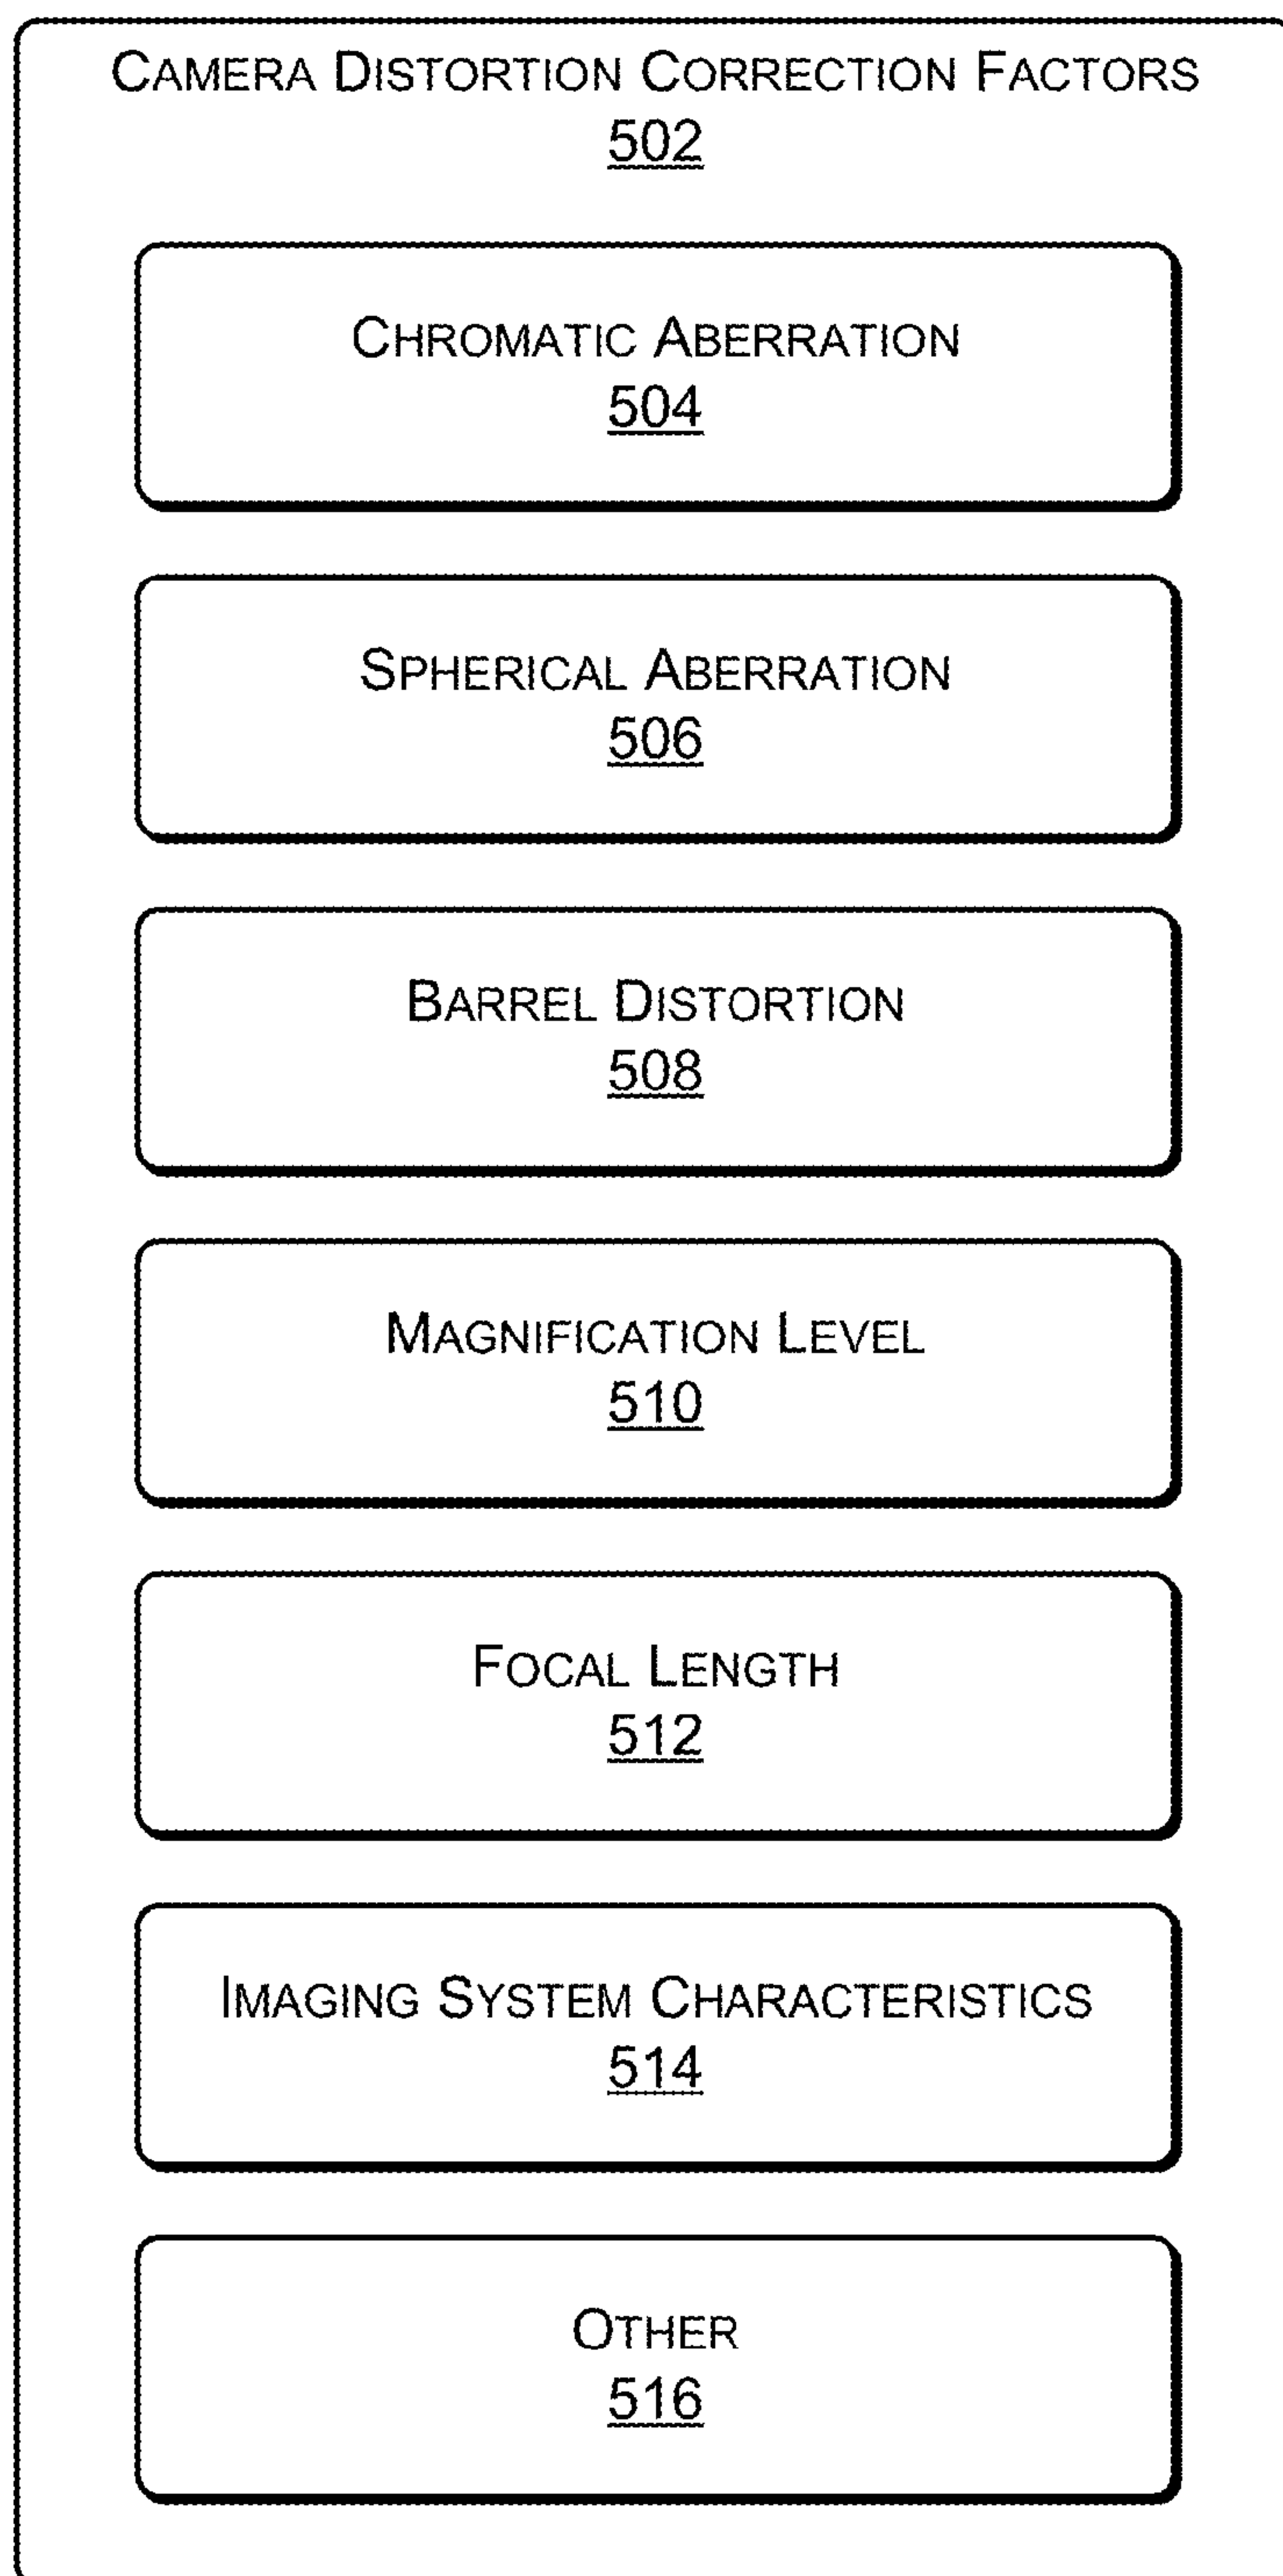 CAMERA DISTORTION CORRECTION FACTORS
502
CHROMATIC ABERRATION
504
SPHERICAL ABERRATION
506
BARREL DISTORTION
508
MAGNIFICATION LEVEL
510
FOCAL LENGTH
512
IMAGING SYSTEM CHARACTERISTICS
514
OTHER
516